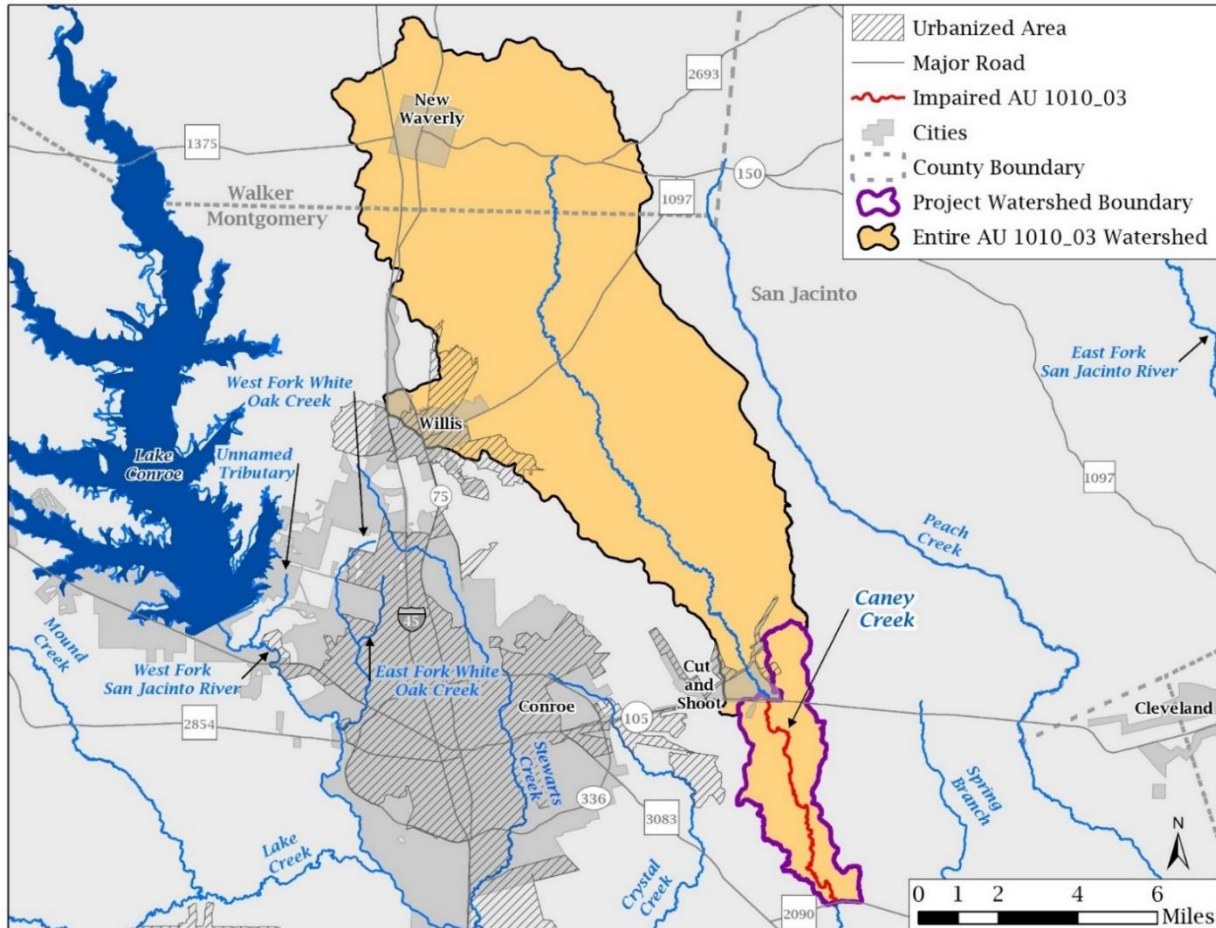 Urbanized Area
Major Road
Impaired AU 1010_03
Cities
County Boundary
Project Watershed Boundary
Entire AU 1010_03 Watershed
2693
New
Waverly
1375
150
Walker
Montgomery
1097
San Jacinto
East Fork
San Jacinto River
West Fork White
Oak Creek
Willis
Lake
Conroe
Unnamed
Tributary
75
1097
Peach
Creek
Caney
Creek
45
Mound
Creek
West Fork
San Jacinto River
East Fork White
Oak Creek
Cut
and
Shoot
Conroe
105
Cleveland
2854
Stewarts
Creek
336
Spring
Branch
3083
N
Lake
Creek
Crystal
Creek
2090
0 1 2 4 6
Miles